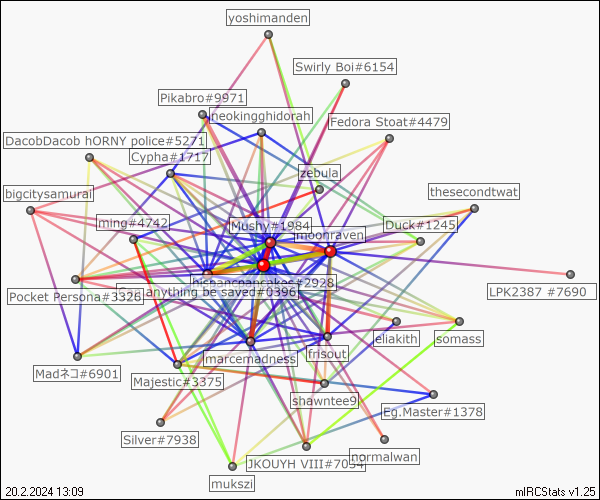 yoshimanden
Swirly Boi#6154
Pikabro#9971
neokingghidorah
Fedora Stoat#4479
DacobDacob hORNY police#5271
Cypha#1717
zebula
bigcitysamurai
thesecondtwat
ming#4742
Mushy#1984
Duck#1245
moonraven
bisharppancakes#2928
anything be saved#0396
Pocket Persona#3326
LPK2387 #7690
eliakith
somass
marcemadness
frisout
Madネコ#6901
Majestic#3375
shawntee9
Eg.Master#1378
Silver#7938
normalwan
JKOUYH VIII#7034
mukszi
20.2.2024 13:09
mIRCStats v1.25